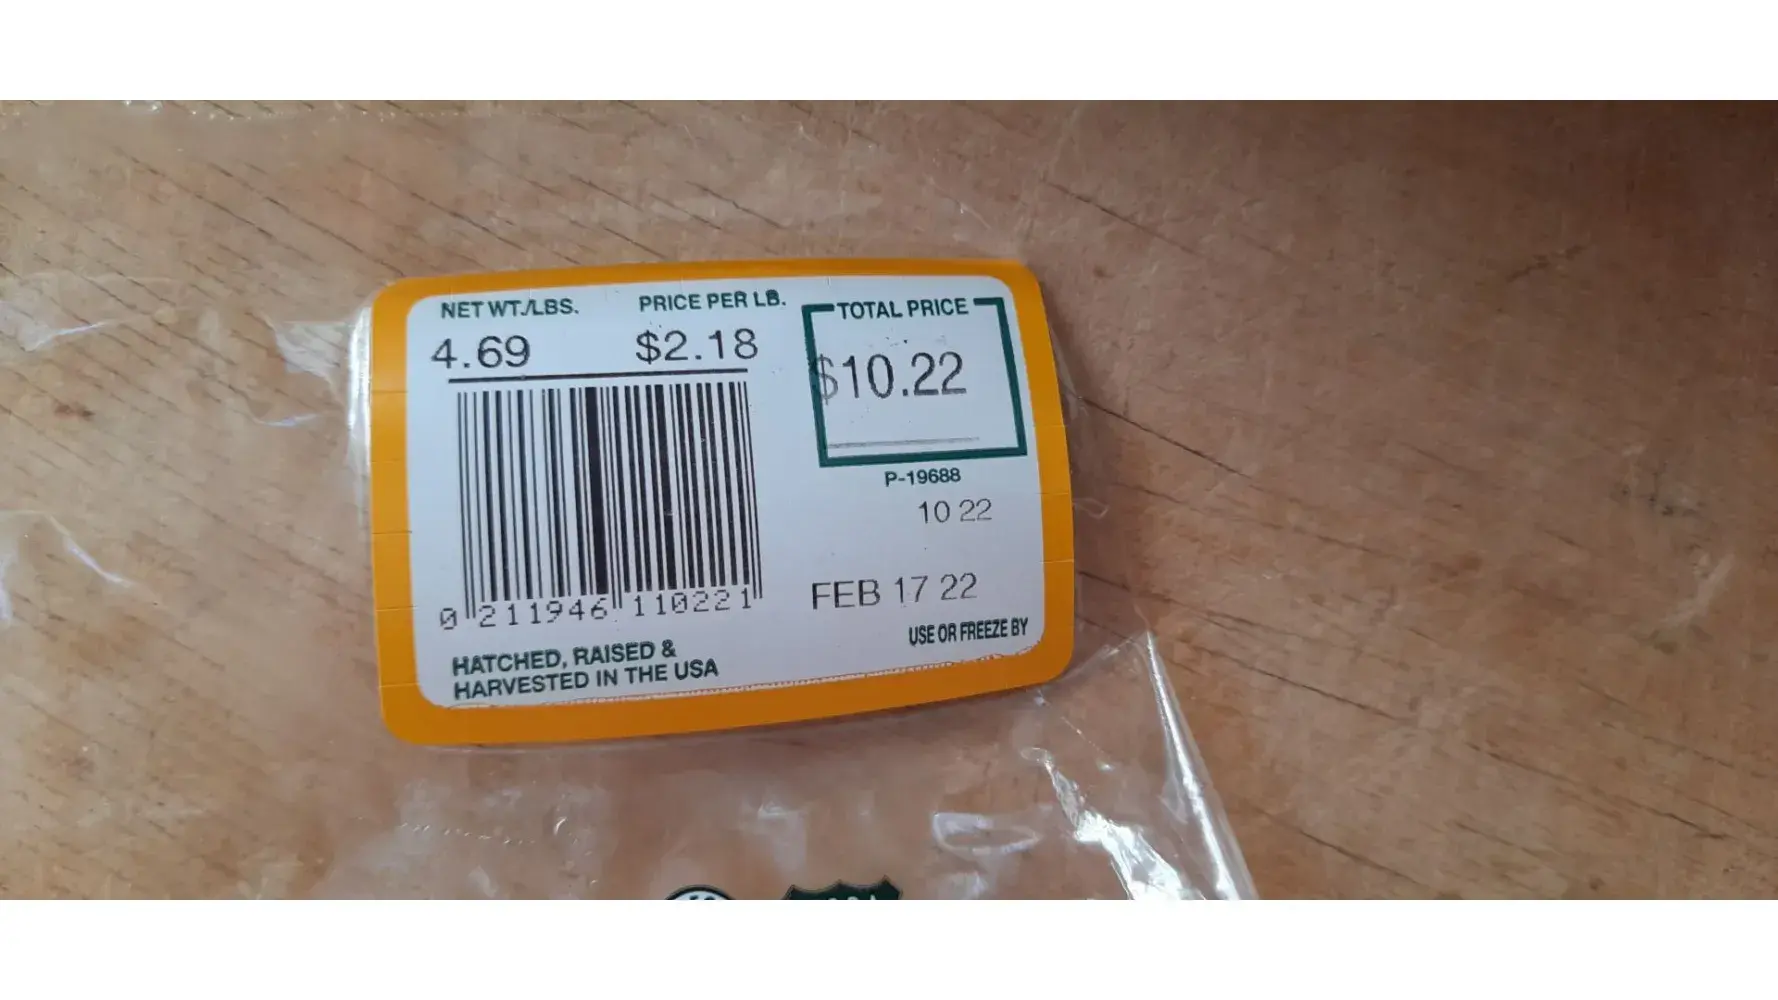 NET WT./LBS. PRICE PER LB. TOTAL PRICE
4.69 $2.18 $10.22
P-19688
10 22
FEB 17 22
0 211946 110221
USE OR FREEZE BY
HATCHED, RAISED &
HARVESTED IN THE USA